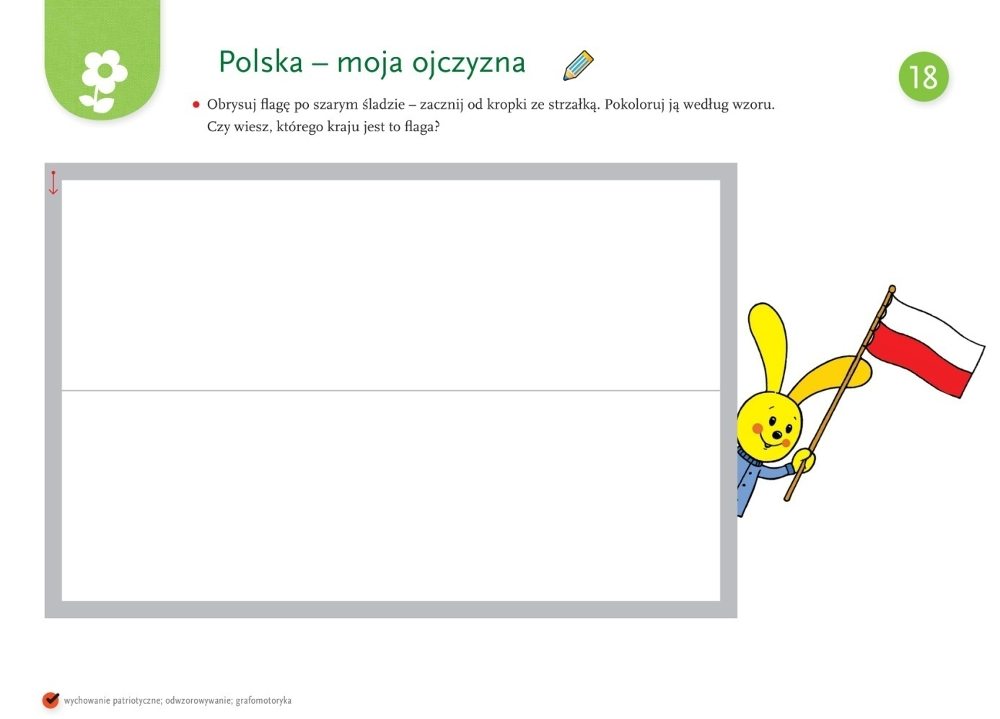 Polska – moja ojczyzna
18
• Obrysuj flagę po szarym śladzie – zacznij od kropki ze strzałką. Pokoloruj ją według wzoru.
Czy wiesz, którego kraju jest to flaga?
wychowanie patriotyczne; odwzorowywanie; grafomotoryka